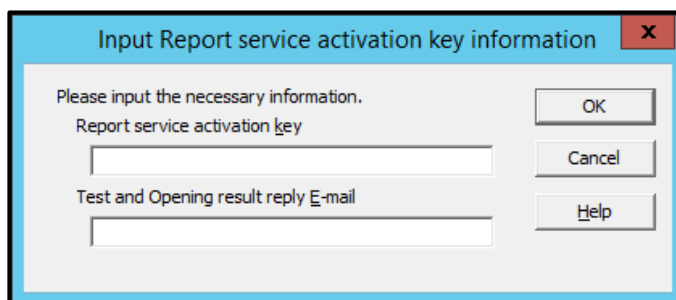 Input Report service activation key information
x
Please input the necessary information.
OK
Report service activation key
Cancel
Test and Opening result reply E-mail
Help